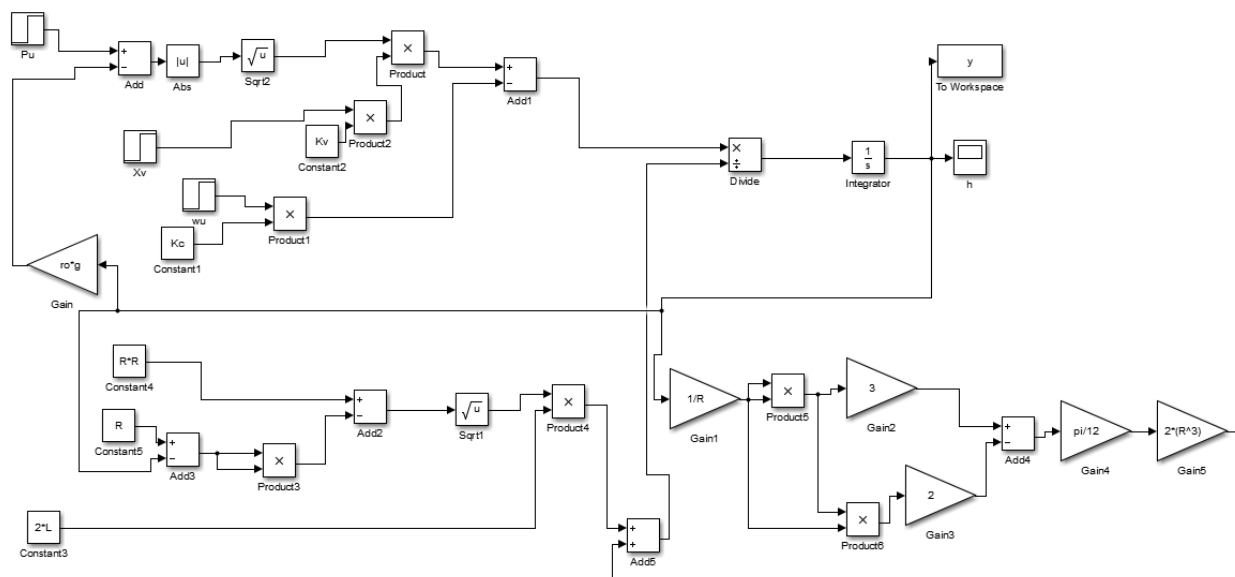 Pu
+
−
Add
|u|
Abs
√u
Sqrt2
×
Product
+
−
Add1
y
To Workspace
Xv
Kv
Constant2
×
Product2
×
÷
Divide
1
s
Integrator
h
wu
Kc
Constant1
×
Product1
ro*g
Gain
R*R
Constant4
R
Constant5
+
−
Add3
×
Product3
+
−
Add2
√u
Sqrt1
×
Product4
2*L
Constant3
+
+
Add5
1/R
Gain1
×
Product5
3
Gain2
×
Product6
2
Gain3
+
−
Add4
pi/12
Gain4
2*(R^3)
Gain5